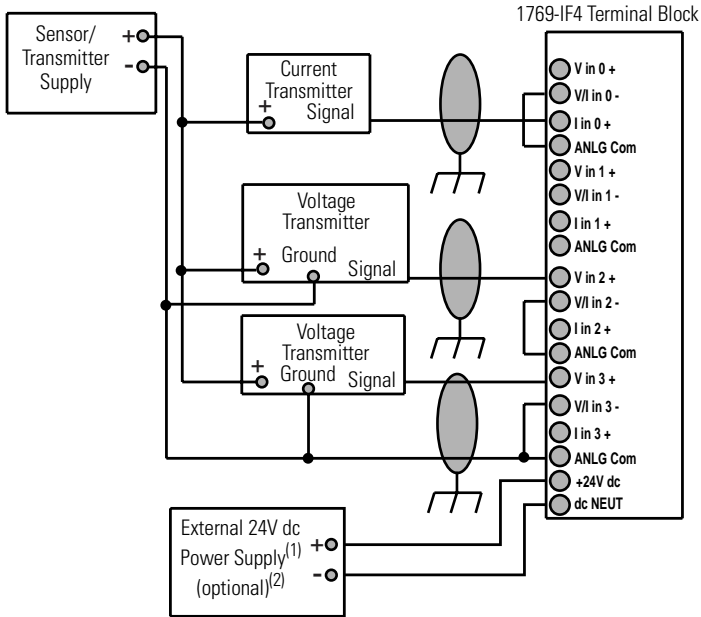 1769-IF4 Terminal Block
Sensor/
Transmitter
Supply
+
-
Current
Transmitter
Signal
+
Voltage
Transmitter
+
Ground
Signal
Voltage
Transmitter
+
Ground
Signal
External 24V dc
Power Supply(1)
(optional)(2)
+
-
V in 0 +
V/I in 0 -
I in 0 +
ANLG Com
V in 1 +
V/I in 1 -
I in 1 +
ANLG Com
V in 2 +
V/I in 2 -
I in 2 +
ANLG Com
V in 3 +
V/I in 3 -
I in 3 +
ANLG Com
+24V dc
dc NEUT